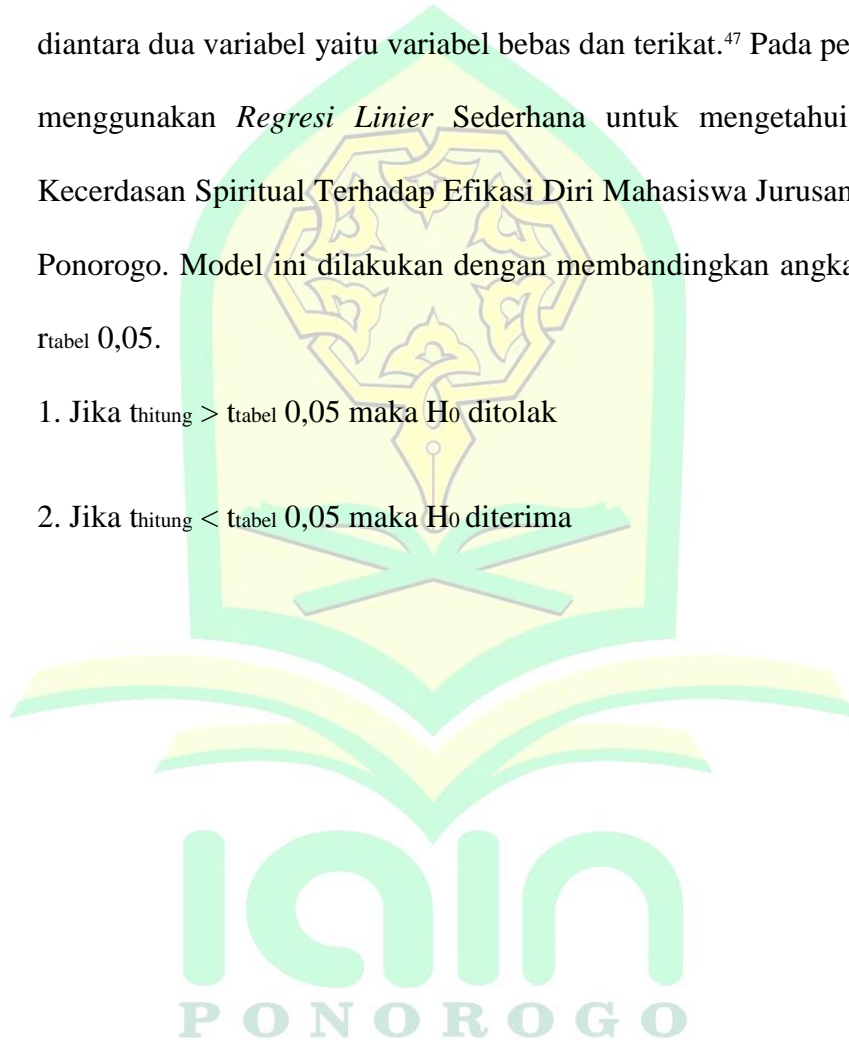 diantara dua variabel yaitu variabel bebas dan terikat.47 Pada pe
menggunakan Regresi Linier Sederhana untuk mengetahui
Kecerdasan Spiritual Terhadap Efikasi Diri Mahasiswa Jurusan
Ponorogo. Model ini dilakukan dengan membandingkan angka
rtabel 0,05.
1. Jika thitung > ttabel 0,05 maka H0 ditolak
2. Jika thitung < ttabel 0,05 maka H0 diterima
IAIN
PONOROGO